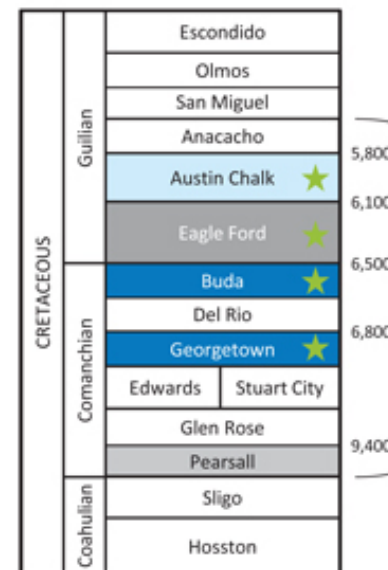 CRETACEOUS
Guilian
Escondido
Olmos
San Miguel
Anacacho
Austin Chalk
Eagle Ford
Comanchian
Buda
Del Rio
Georgetown
Edwards Stuart City
Glen Rose
Pearsall
Coahulian
Sligo
Hosston
5,800
6,100
6,500
6,800
9,400